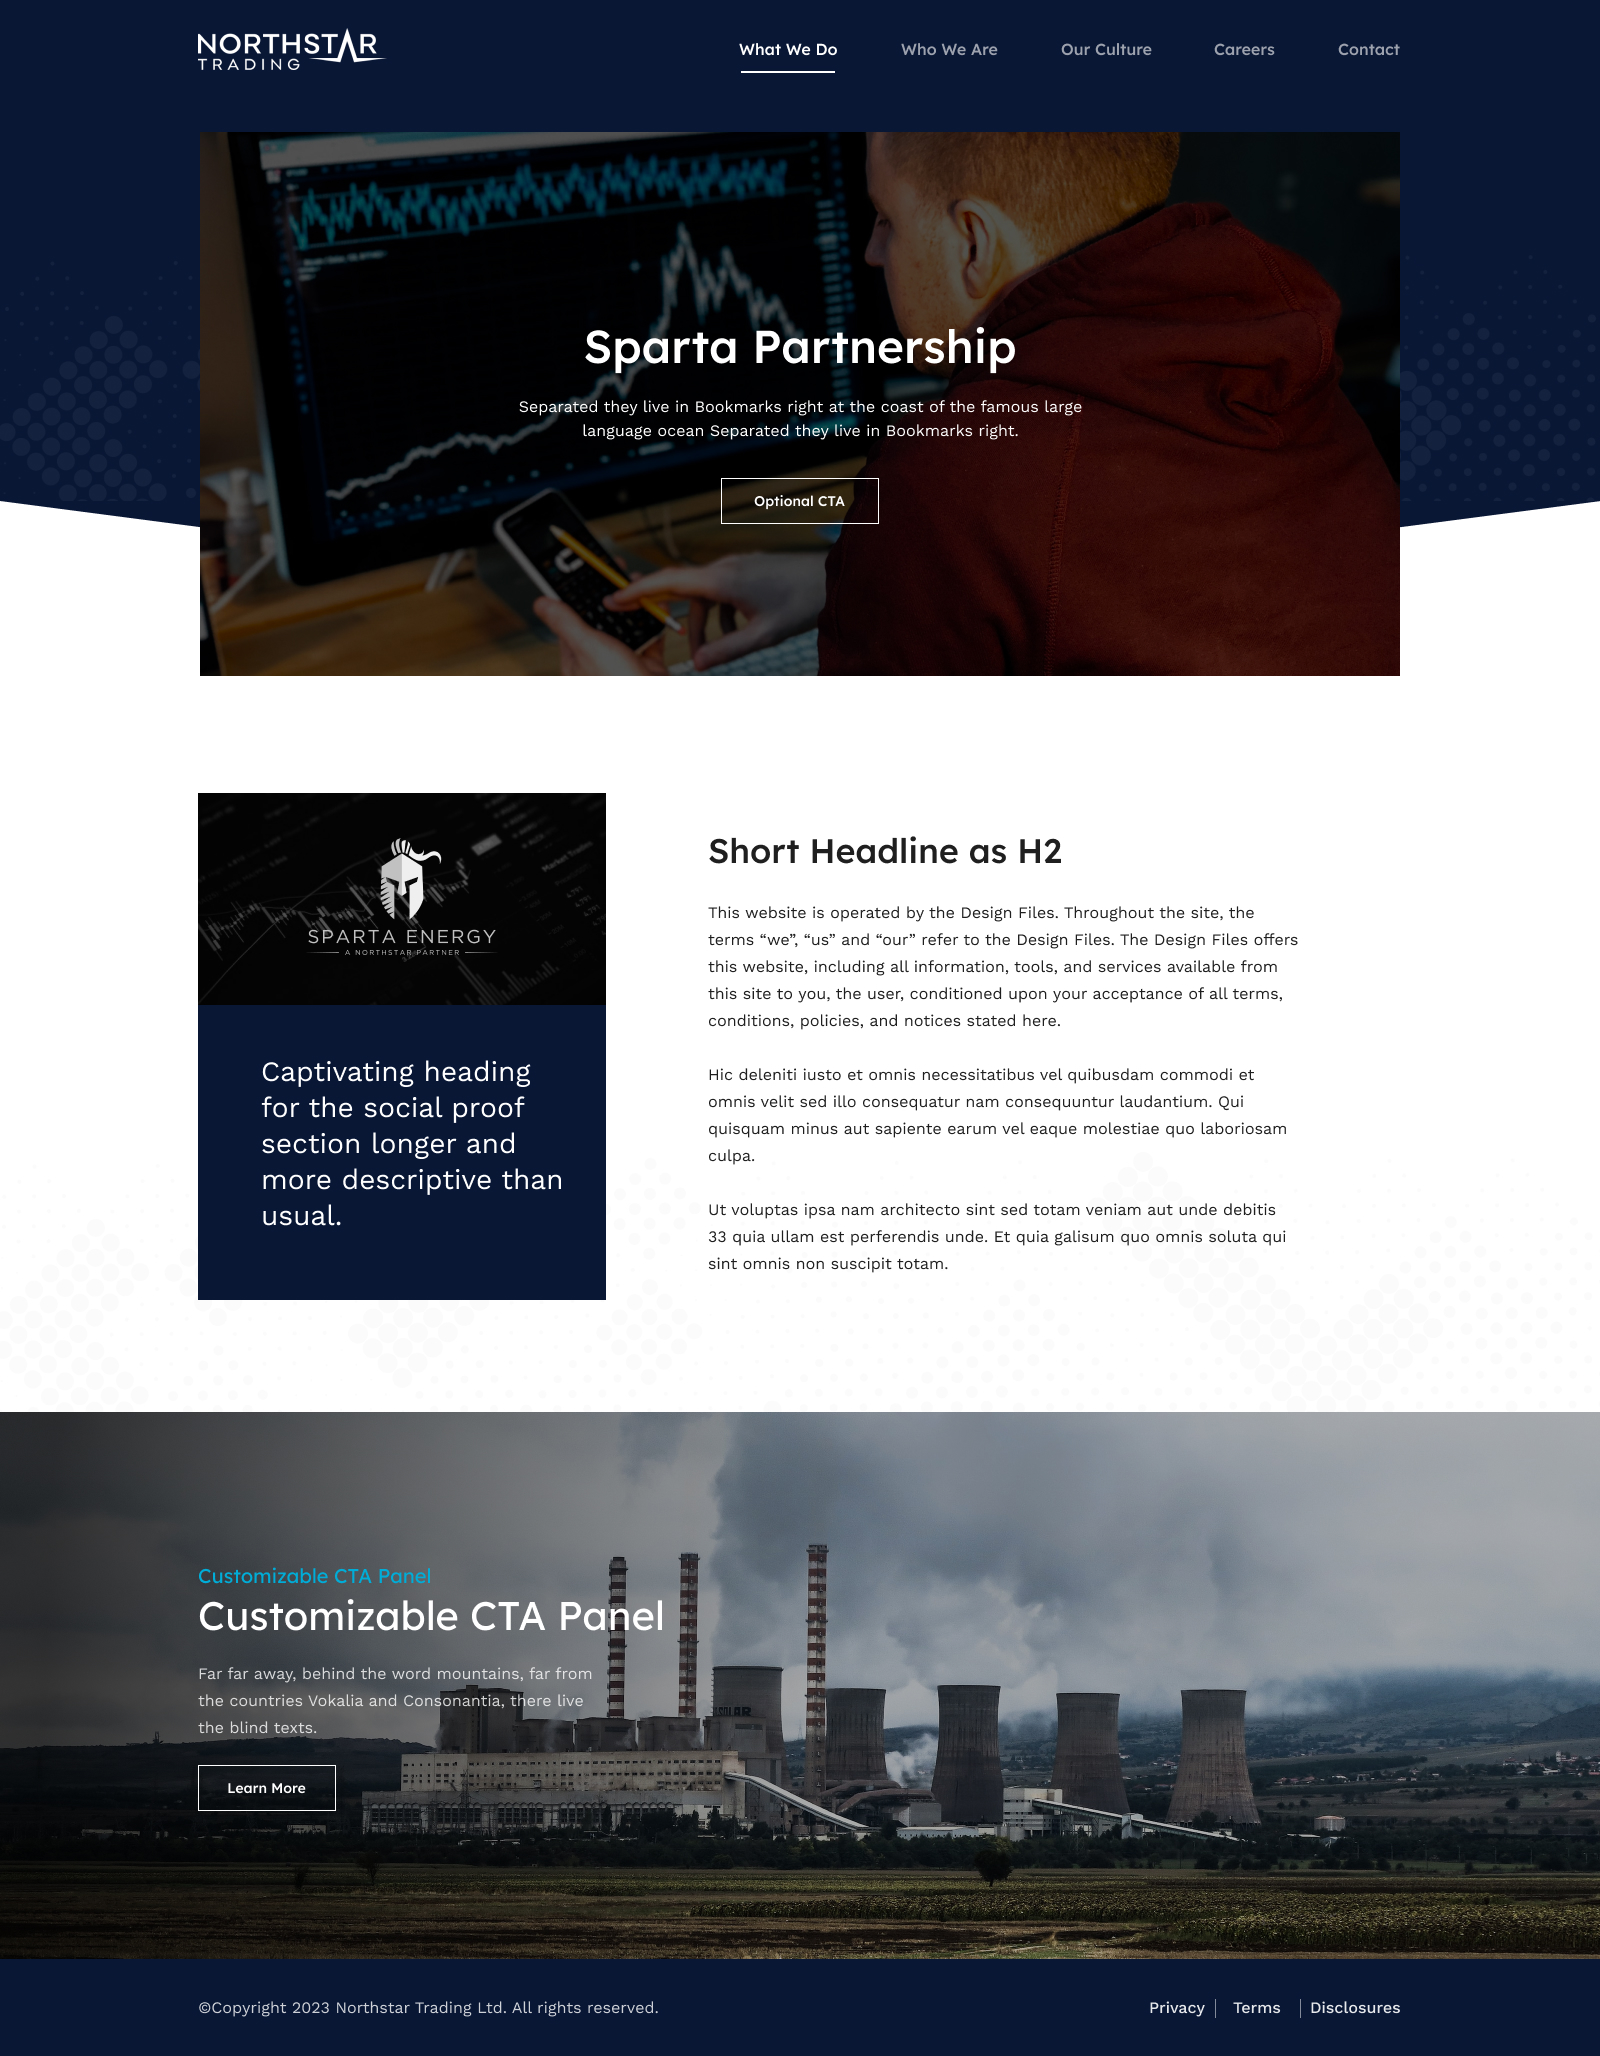 NORTHSTAR
TRADING
What We Do
Who We Are
Our Culture
Careers
Contact
Sparta Partnership
Separated they live in Bookmarks right at the coast of the famous large
language ocean Separated they live in Bookmarks right.
Optional CTA
Market Trades
SPARTA ENERGY
A NORTHSTAR PARTNER
Captivating heading
for the social proof
section longer and
more descriptive than
usual.
Short Headline as H2
This website is operated by the Design Files. Throughout the site, the
terms “we”, “us” and “our” refer to the Design Files. The Design Files offers
this website, including all information, tools, and services available from
this site to you, the user, conditioned upon your acceptance of all terms,
conditions, policies, and notices stated here.
Hic deleniti iusto et omnis necessitatibus vel quibusdam commodi et
omnis velit sed illo consequatur nam consequuntur laudantium. Qui
quisquam minus aut sapiente earum vel eaque molestiae quo laboriosam
culpa.
Ut voluptas ipsa nam architecto sint sed totam veniam aut unde debitis
33 quia ullam est perferendis unde. Et quia galisum quo omnis soluta qui
sint omnis non suscipit totam.
Customizable CTA Panel
Customizable CTA Panel
Far far away, behind the word mountains, far from
the countries Vokalia and Consonantia, there live
the blind texts.
SOLAR
Learn More
©Copyright 2023 Northstar Trading Ltd. All rights reserved.
Privacy
Terms
Disclosures